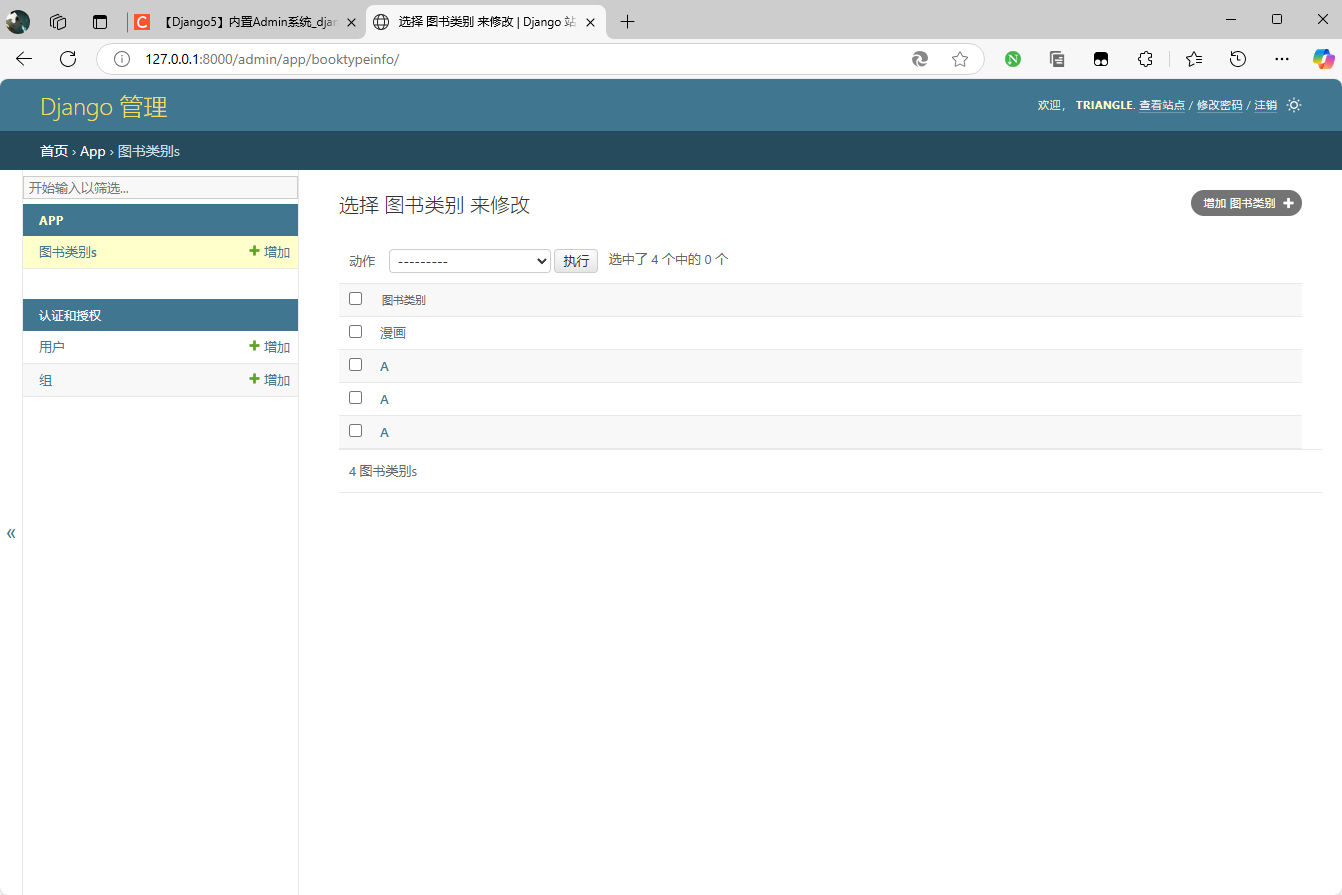 【Django5】内置Admin系统_djan
选择 图书类别 来修改 | Django 站
127.0.0.1:8000/admin/app/booktypeinfo/
Django 管理
欢迎， TRIANGLE. 查看站点 / 修改密码 / 注销
首页 › App › 图书类别s
开始输入以筛选...
APP
图书类别s
增加
认证和授权
用户
增加
组
增加
选择 图书类别 来修改
增加 图书类别
动作
---------
执行
选中了 4 个中的 0 个
图书类别
漫画
A
A
A
4 图书类别s
«